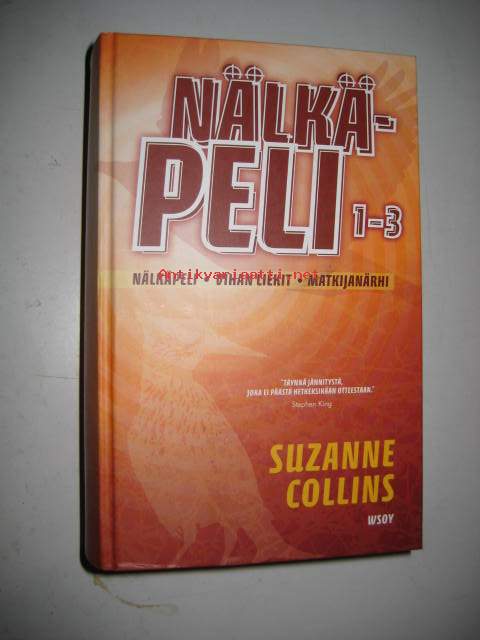 NÄLKÄ-
PELI 1-3
NÄLKÄPELI • VIHAN LIEKIT • MATKIJANÄRHI
Antikvariaatti.net
"TÄYNNÄ JÄNNITYSTÄ,
JOKA EI PÄÄSTÄ HETKEKSIKÄÄN OTTEESTAAN."
Stephen King
SUZANNE
COLLINS
WSOY